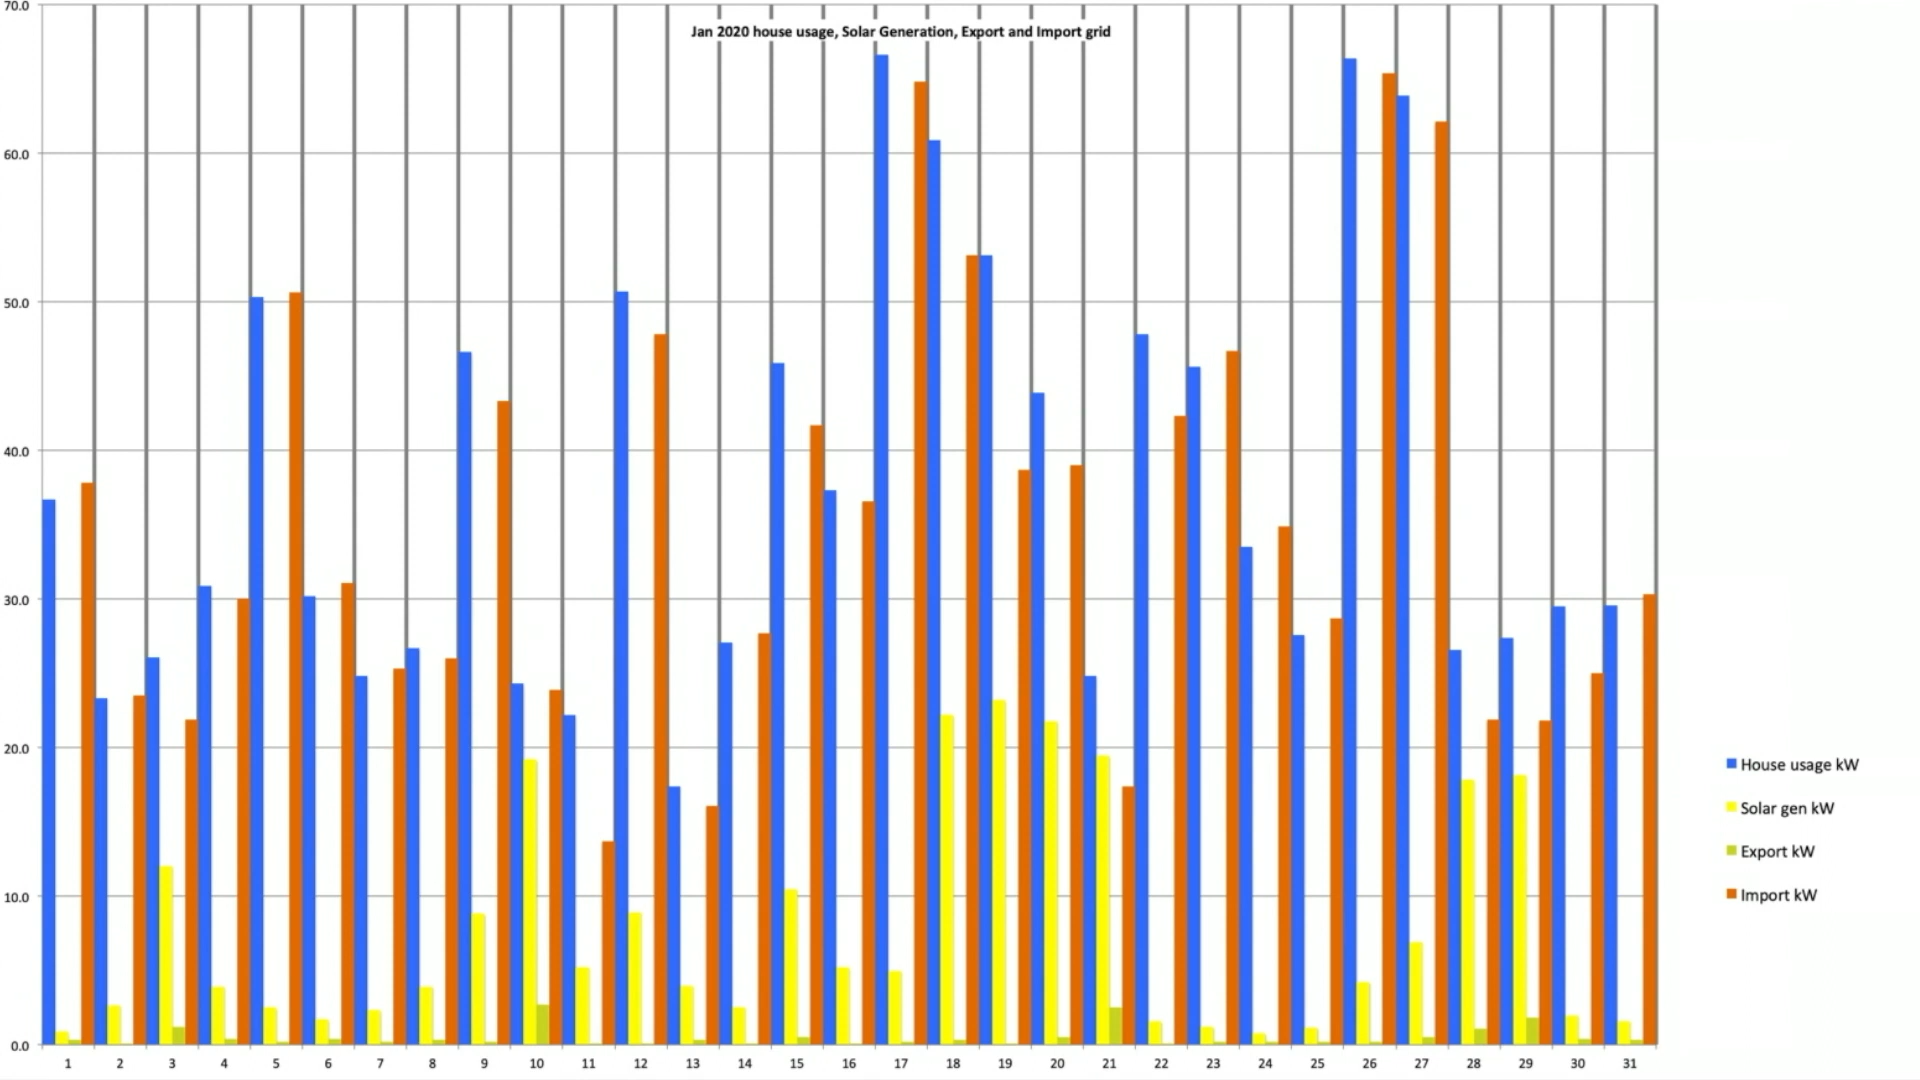 Jan 2020 house usage, Solar Generation, Export and Import grid
70.0
60.0
50.0
40.0
30.0
20.0
10.0
0.0
1 2 3 4 5 6 7 8 9 10 11 12 13 14 15 16 17 18 19 20 21 22 23 24 25 26 27 28 29 30 31
House usage kW
Solar gen kW
Export kW
Import kW